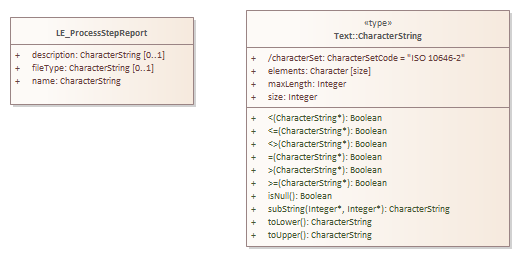 LE_ProcessStepReport
+ description: CharacterString [0..1]
+ fileType: CharacterString [0..1]
+ name: CharacterString
«type»
Text::CharacterString
+ /characterSet: CharacterSetCode = "ISO 10646-2"
+ elements: Character [size]
+ maxLength: Integer
+ size: Integer
+ <(CharacterString*): Boolean
+ <=(CharacterString*): Boolean
+ <>(CharacterString*): Boolean
+ =(CharacterString*): Boolean
+ >(CharacterString*): Boolean
+ >=(CharacterString*): Boolean
+ isNull(): Boolean
+ subString(Integer*, Integer*): CharacterString
+ toLower(): CharacterString
+ toUpper(): CharacterString